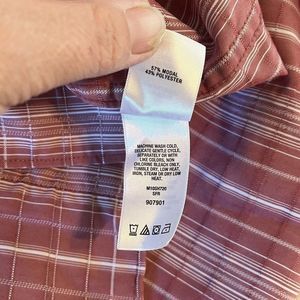 57% MODAL
43% POLYESTER
MACHINE WASH COLD,
DELICATE GENTLE CYCLE,
SEPARATELY OR WITH
LIKE COLORS, NON
CHLORINE BLEACH ONLY,
TUMBLE DRY, LOW HEAT,
IRON, STEAM OR DRY LOW
HEAT.
SPR
907901